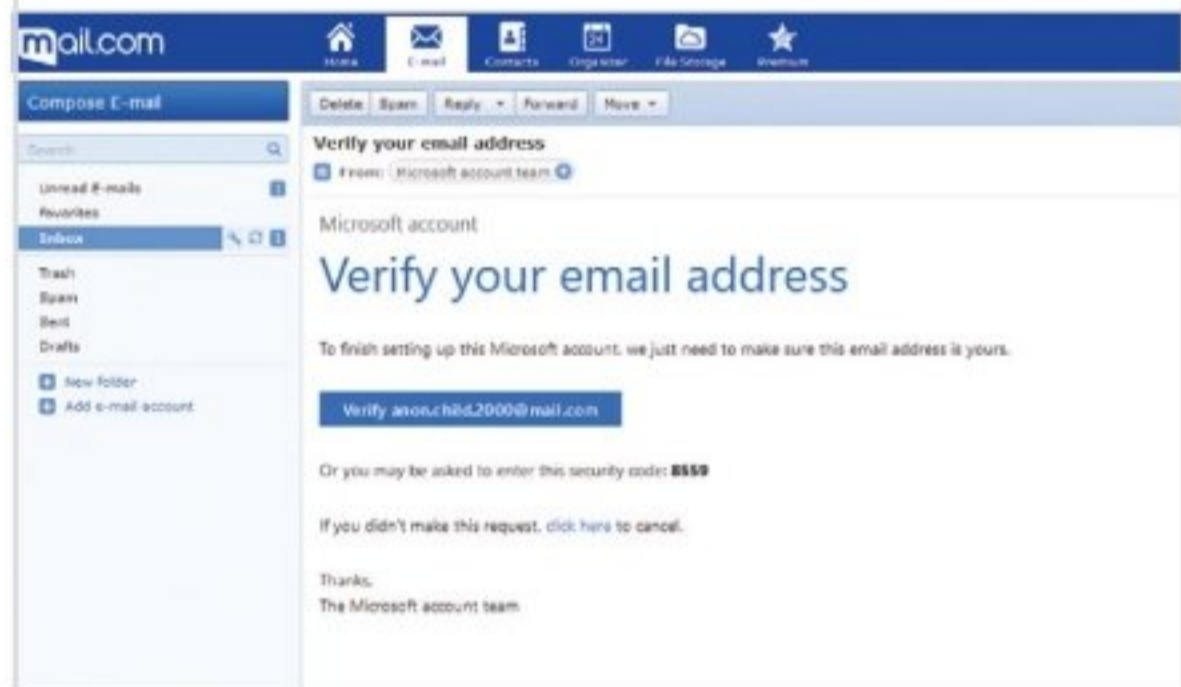 mail.com
Home
E-mail
Contacts
Organizer
File Storage
Premium
Compose E-mail
Delete Spam Reply Forward Move
Search
Verify your email address
From: Microsoft account team
Unread E-mails
Favorites
Inbox
Trash
Spam
Sent
Drafts
New folder
Add e-mail account
Microsoft account
Verify your email address
To finish setting up this Microsoft account, we just need to make sure this email address is yours.
Verify anon.child.2000@mail.com
Or you may be asked to enter this security code: 8559
If you didn't make this request, click here to cancel.
Thanks,
The Microsoft account team